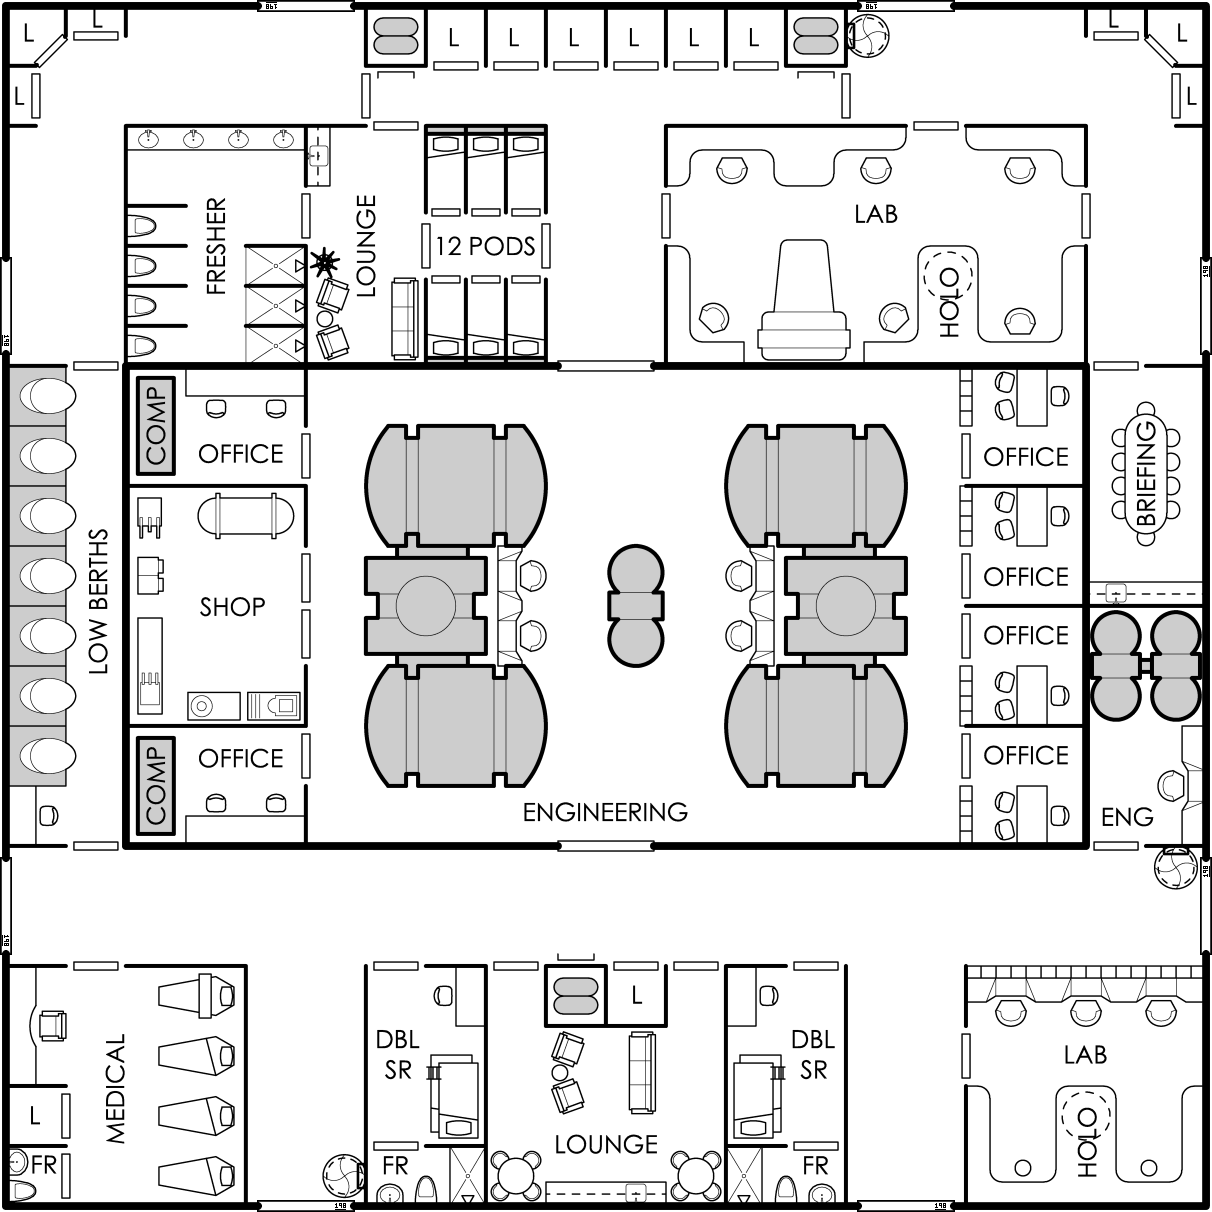 L
L
L
L
L
L
L
L
L
L
L
L
FRESHER
LOUNGE
12 PODS
LAB
HOLO
COMP
OFFICE
LOW BERTHS
SHOP
COMP
OFFICE
ENGINEERING
OFFICE
OFFICE
OFFICE
OFFICE
BRIEFING
ENG
MEDICAL
L
FR
DBL
SR
FR
L
LOUNGE
DBL
SR
FR
LAB
HOLO